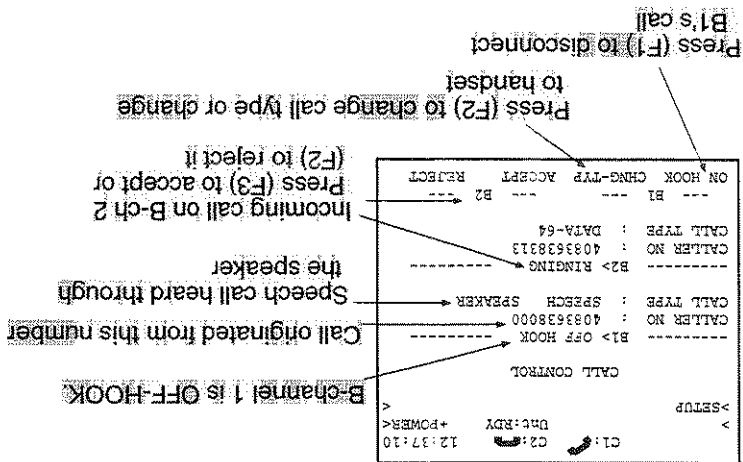 C1: C2: 12:37:10
> Unt:RDY +POWER<
>SETUP <
CALL CONTROL
--------- B1> OFF HOOK ---------
CALLER NO : 4083638000
CALL TYPE : SPEECH SPEAKER
--------- B2> RINGING ---------
CALLER NO : 4083638313
CALL TYPE : DATA-64
--- B1 --- --- B2 ---
ON HOOK CHNG-TYP ACCEPT REJECT
B-channel 1 is OFF-HOOK.
Call originated from this number
Speech call heard through
the speaker
Incoming call on B-ch 2
Press (F3) to accept or
(F2) to reject it
Press (F2) to change call type or change
to handset
Press (F1) to disconnect
B1's call